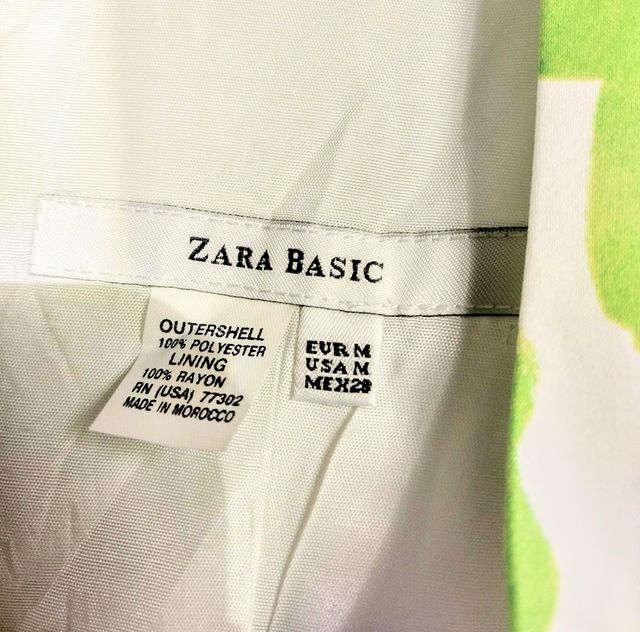 ZARA BASIC
OUTERSHELL
100% POLYESTER
LINING
100% RAYON
RN (USA) 77302
MADE IN MOROCCO
EUR M
USA M
MEX 28